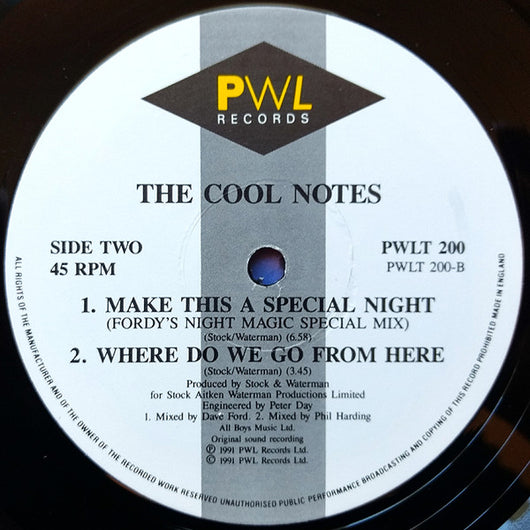 PWL
RECORDS
THE COOL NOTES
SIDE TWO
45 RPM
PWLT 200
PWLT 200-B
1. MAKE THIS A SPECIAL NIGHT
(FORDY'S NIGHT MAGIC SPECIAL MIX)
(Stock/Waterman) (6.58)
2. WHERE DO WE GO FROM HERE
(Stock/Waterman) (3.45)
Produced by Stock & Waterman
for Stock Aitken Waterman Productions Limited
Engineered by Peter Day
1. Mixed by Dave Ford. 2. Mixed by Phil Harding
All Boys Music Ltd.
Original sound recording
Ⓟ 1991 PWL Records
© 1991 PWL Records
ALL RIGHTS OF THE MANUFACTURER AND OF THE OWNER OF THE RECORDED WORK RESERVED UNAUTHORISED PUBLIC PERFORMANCE BROADCASTING AND COPYING OF THIS RECORD PROHIBITED MADE IN ENGLAND